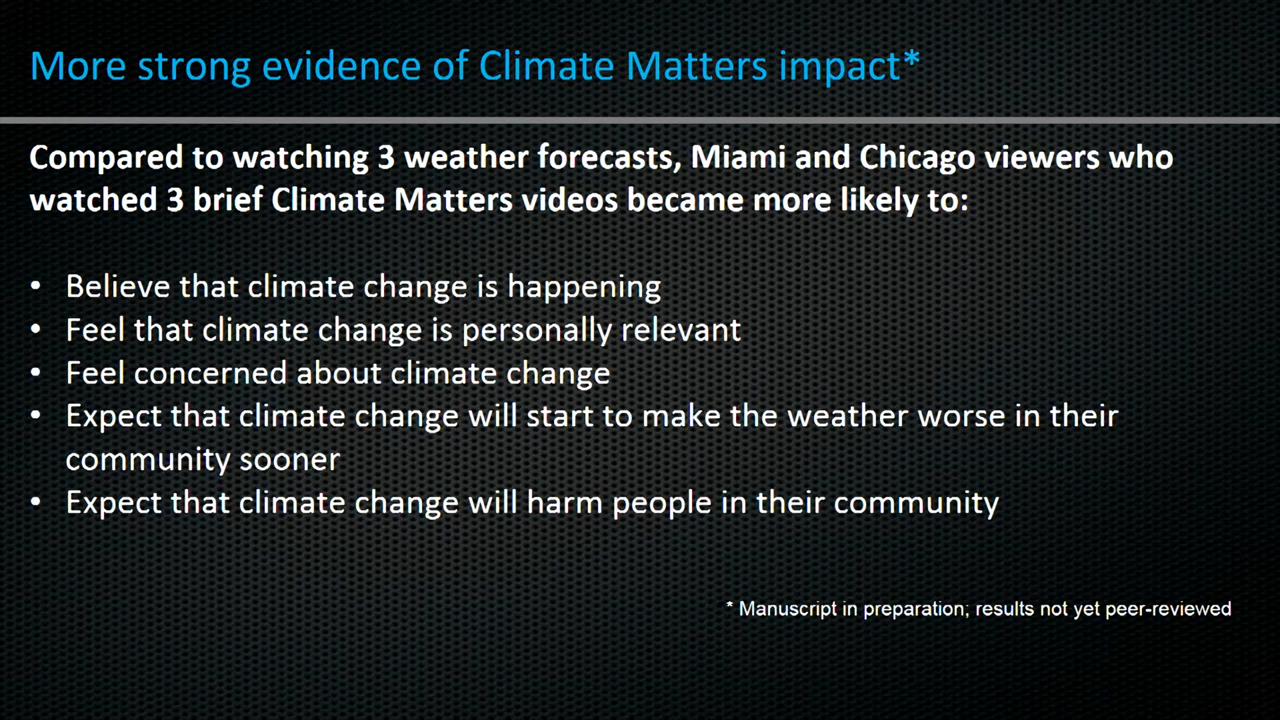 More strong evidence of Climate Matters impact*
Compared to watching 3 weather forecasts, Miami and Chicago viewers who
watched 3 brief Climate Matters videos became more likely to:
• Believe that climate change is happening
• Feel that climate change is personally relevant
• Feel concerned about climate change
• Expect that climate change will start to make the weather worse in their
community sooner
• Expect that climate change will harm people in their community
* Manuscript in preparation; results not yet peer-reviewed